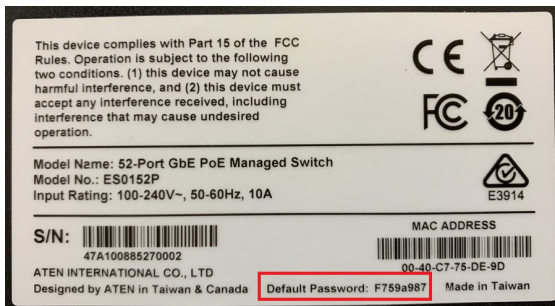 This device complies with Part 15 of the FCC
Rules. Operation is subject to the following
two conditions. (1) this device may not cause
harmful interference, and (2) this device must
accept any interference received, including
interference that may cause undesired
operation.
CE
FC
20
Model Name: 52-Port GbE PoE Managed Switch
Model No.: ES0152P
Input Rating: 100-240V~, 50-60Hz, 10A
E3914
S/N:
47A100885270002
MAC ADDRESS
00-40-C7-75-DE-9D
ATEN INTERNATIONAL CO., LTD
Designed by ATEN in Taiwan & Canada
Default Password: F759a987
Made in Taiwan